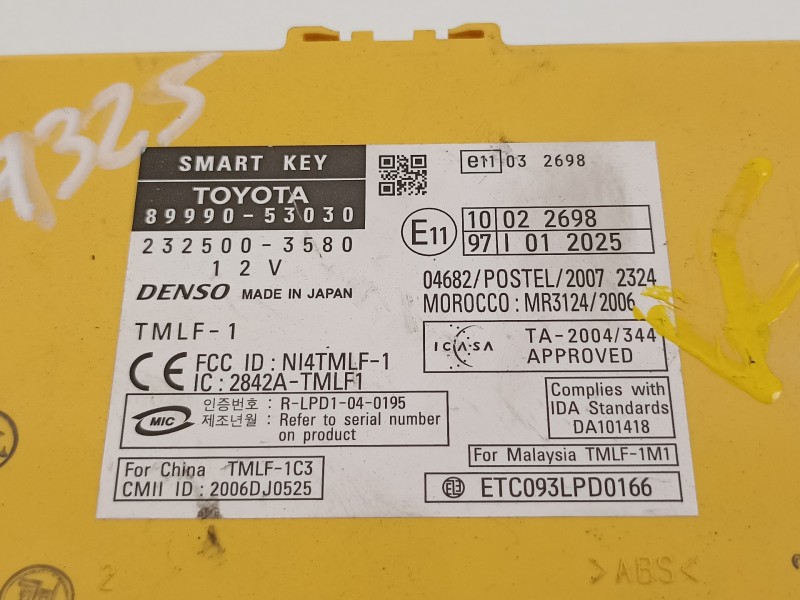 9325
SMART KEY
TOYOTA
89990-53030
232500-3580
12V
DENSO MADE IN JAPAN
TMLF-1
CE FCC ID : NI4TMLF-1
IC : 2842A-TMLF1
MIC 인증번호 : R-LPD1-04-0195
제조년월 : Refer to serial number
on product
For China TMLF-1C3
CMII ID : 2006DJ0525
e11 03 2698
E11
10 02 2698
97 I 01 2025
04682/POSTEL/2007 2324
MOROCCO : MR3124/2006
ICASA TA-2004/344
APPROVED
Complies with
IDA Standards
DA101418
For Malaysia TMLF-1M1
ETC093LPD0166
2
>ABS<